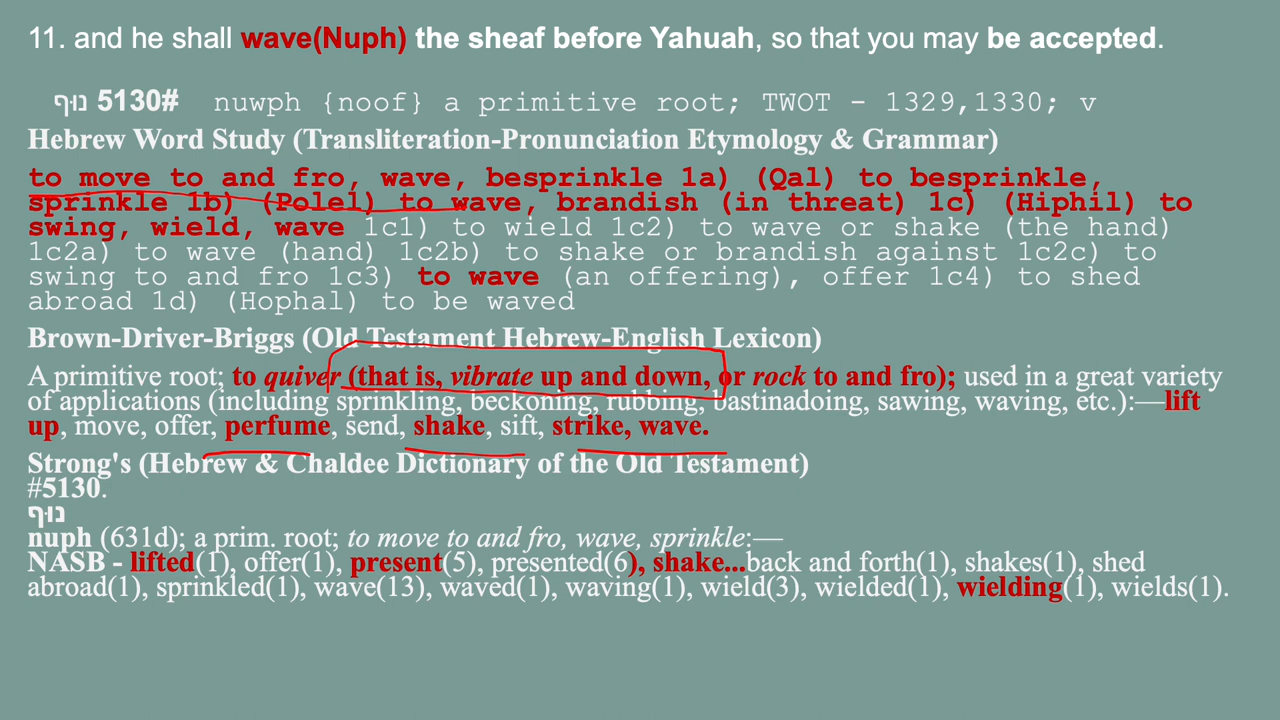 11. and he shall wave(Nuph) the sheaf before Yahuah, so that you may be accepted.
נוּף 5130# nuwph {noof} a primitive root; TWOT - 1329,1330; v
Hebrew Word Study (Transliteration-Pronunciation Etymology & Grammar)
to move to and fro, wave, besprinkle 1a) (Qal) to besprinkle,
sprinkle 1b) (Polel) to wave, brandish (in threat) 1c) (Hiphil) to
swing, wield, wave 1c1) to wield 1c2) to wave or shake (the hand)
1c2a) to wave (hand) 1c2b) to shake or brandish against 1c2c) to
swing to and fro 1c3) to wave (an offering), offer 1c4) to shed
abroad 1d) (Hophal) to be waved
Brown-Driver-Briggs (Old Testament Hebrew-English Lexicon)
A primitive root; to quiver (that is, vibrate up and down, or rock to and fro); used in a great variety
of applications (including sprinkling, beckoning, rubbing, bastinadoing, sawing, waving, etc.):—lift
up, move, offer, perfume, send, shake, sift, strike, wave.
Strong's (Hebrew & Chaldee Dictionary of the Old Testament)
#5130.
נוּף
nuph (631d); a prim. root; to move to and fro, wave, sprinkle:—
NASB - lifted(1), offer(1), present(5), presented(6), shake...back and forth(1), shakes(1), shed
abroad(1), sprinkled(1), wave(13), waved(1), waving(1), wield(3), wielded(1), wielding(1), wields(1).